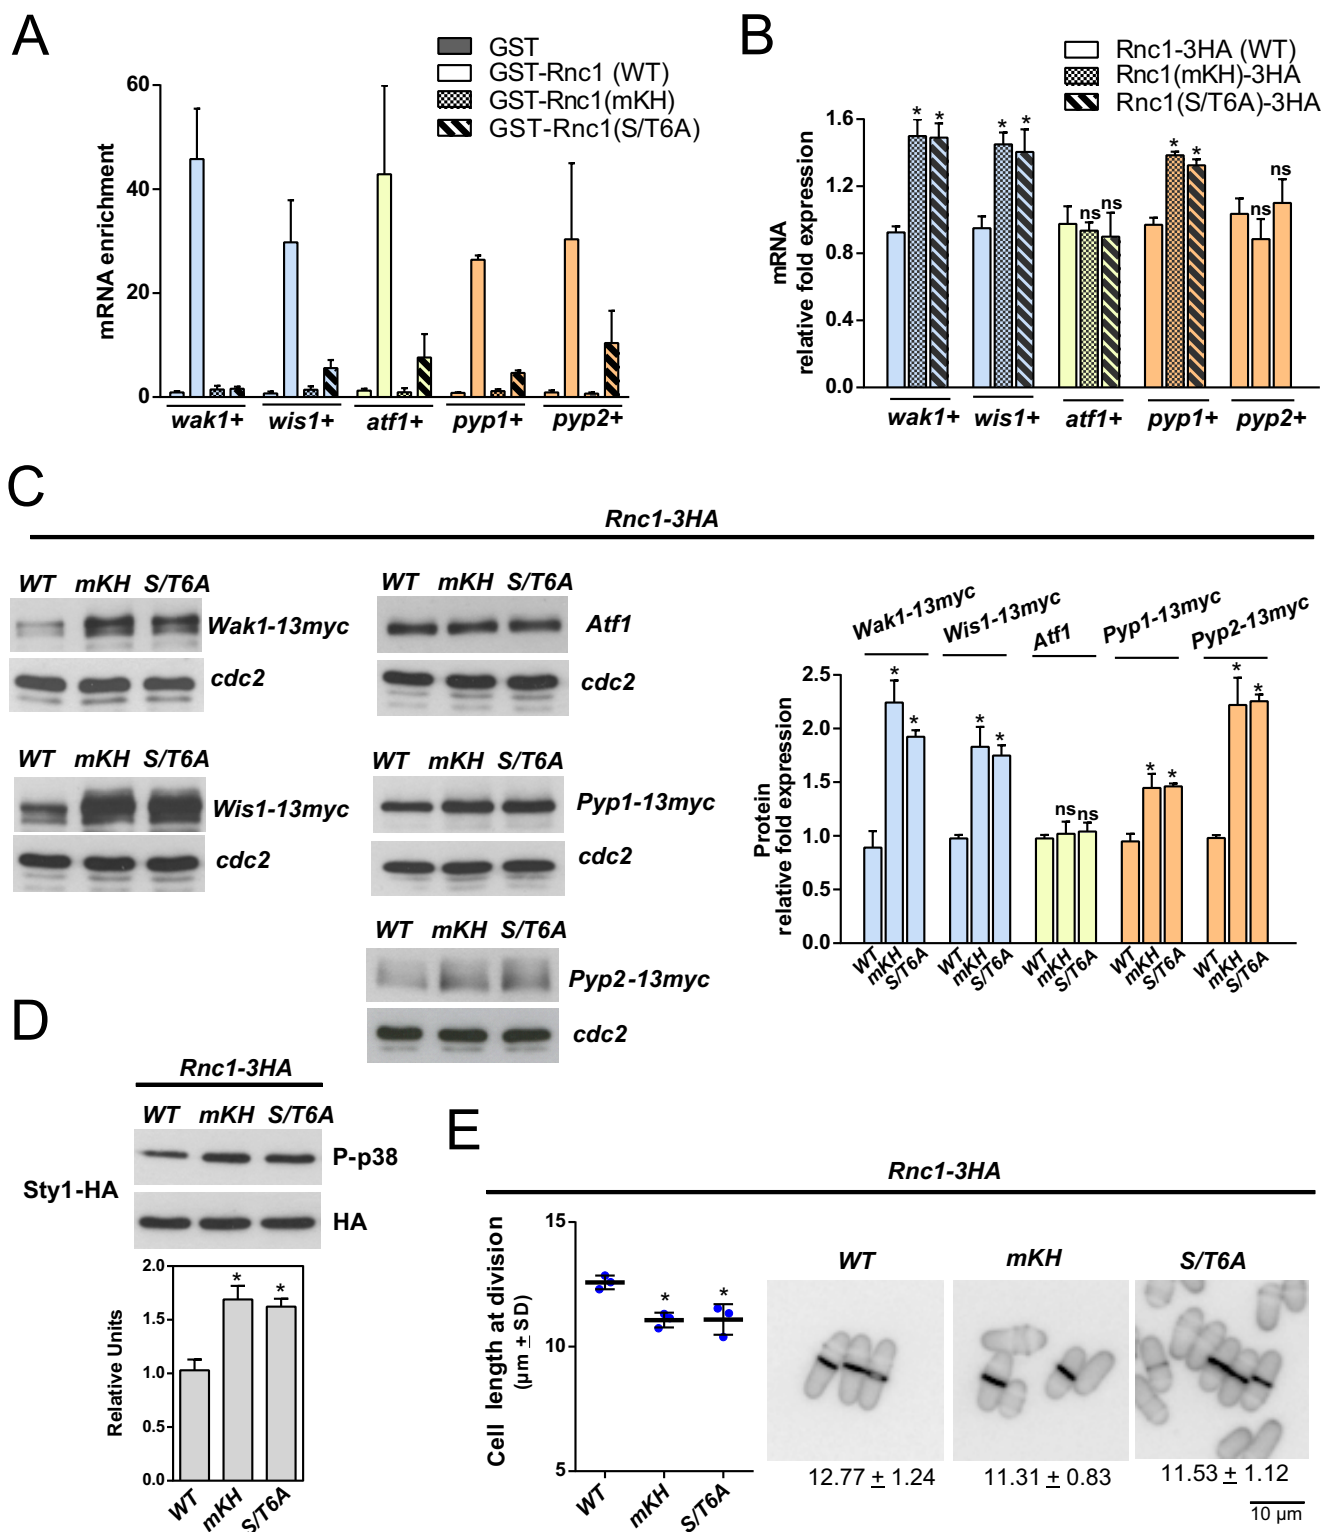 A
GST
GST-Rnc1 (WT)
GST-Rnc1(mKH)
GST-Rnc1(S/T6A)
mRNA enrichment
60
40
20
0
wak1+ wis1+ atf1+ pyp1+ pyp2+
B
Rnc1-3HA (WT)
Rnc1(mKH)-3HA
Rnc1(S/T6A)-3HA
mRNA
relative fold expression
1.6
1.2
0.8
0.4
0.0
* * * * ns ns * * ns ns
wak1+ wis1+ atf1+ pyp1+ pyp2+
C
Rnc1-3HA
WT mKH S/T6A
Wak1-13myc
cdc2
WT mKH S/T6A
Wis1-13myc
cdc2
WT mKH S/T6A
Atf1
cdc2
WT mKH S/T6A
Pyp1-13myc
cdc2
WT mKH S/T6A
Pyp2-13myc
cdc2
Wak1-13myc Wis1-13myc Atf1 Pyp1-13myc Pyp2-13myc
Protein
relative fold expression
2.5
2.0
1.5
1.0
0.5
0.0
* * * * ns ns * * * *
WT mKH S/T6A WT mKH S/T6A WT mKH S/T6A WT mKH S/T6A WT mKH S/T6A
D
Rnc1-3HA
WT mKH S/T6A
P-p38
Sty1-HA
HA
Relative Units
2.0
1.5
1.0
0.5
0.0
* *
WT mKH S/T6A
E
Rnc1-3HA
Cell length at division
(µm ± SD)
15
10
5
* *
WT mKH S/T6A
WT mKH S/T6A
12.77 ± 1.24 11.31 ± 0.83 11.53 ± 1.12
10 µm